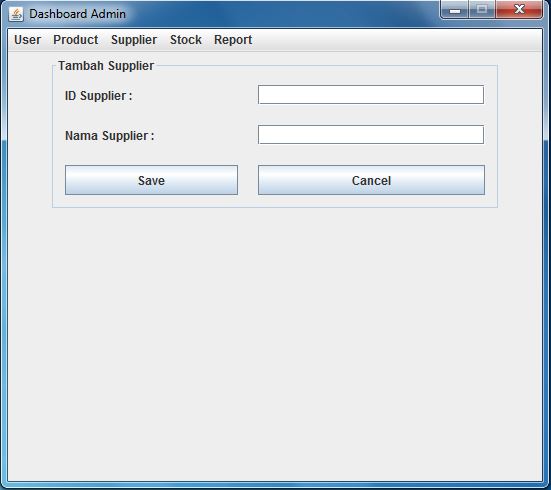 Dashboard Admin
User Product Supplier Stock Report
Tambah Supplier
ID Supplier :
Nama Supplier :
Save Cancel